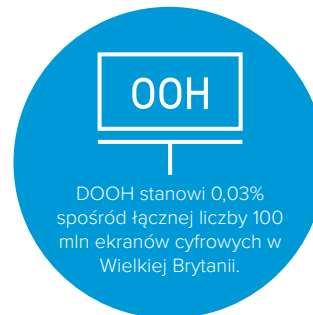 OOH
DOOH stanowi 0,03%
spośród łącznej liczby 100
mln ekranów cyfrowych w
Wielkiej Brytanii.